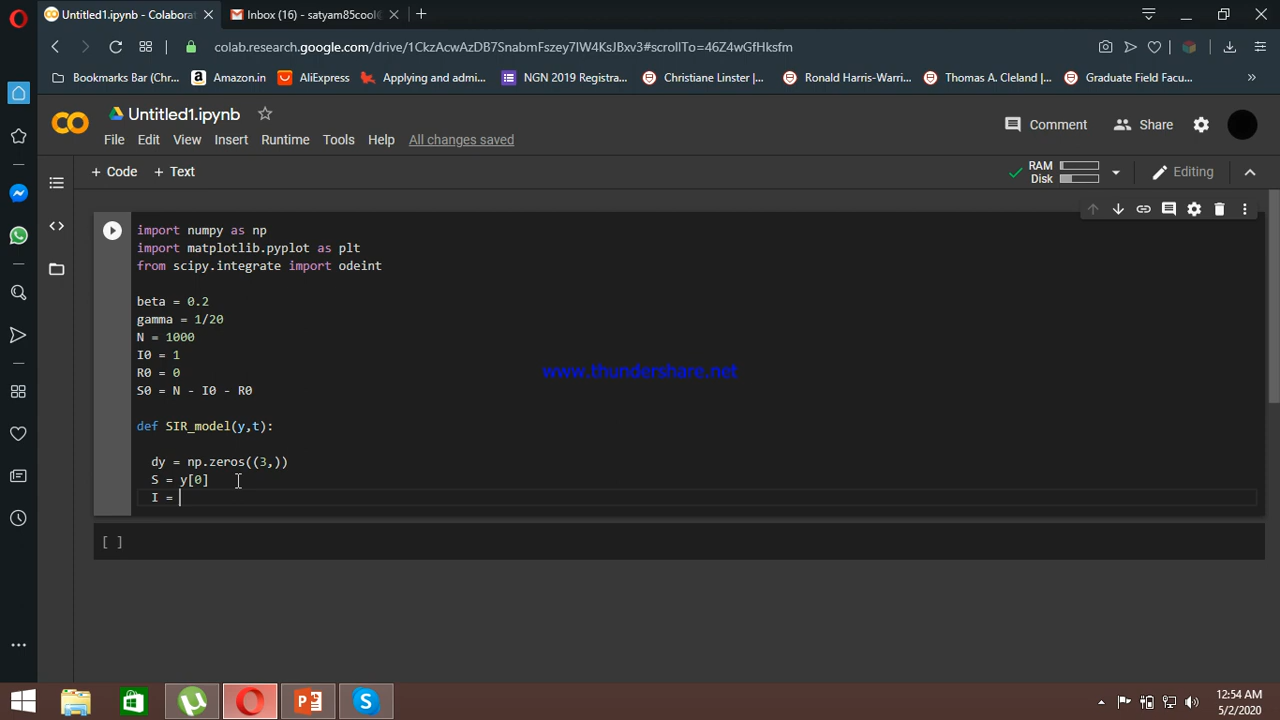 Untitled1.ipynb - Colaborat
Inbox (16) - satyam85cool@
colab.research.google.com/drive/1CkzAcwAzDB7SnabmFszey7IW4KsJBxv3#scrollTo=46Z4wGfHksfm
Bookmarks Bar (Chr...
Amazon.in
AliExpress
Applying and admi...
NGN 2019 Registra...
Christiane Linster |...
Ronald Harris-Warri...
Thomas A. Cleland |...
Graduate Field Facu...
Untitled1.ipynb
Comment
Share
File Edit View Insert Runtime Tools Help All changes saved
+ Code + Text
RAM
Disk
Editing
import numpy as np
import matplotlib.pyplot as plt
from scipy.integrate import odeint
beta = 0.2
gamma = 1/20
N = 1000
I0 = 1
R0 = 0
S0 = N - I0 - R0
www.thundershare.net
def SIR_model(y,t):
dy = np.zeros((3,))
S = y[0]
I =
[ ]
12:54 AM
5/2/2020